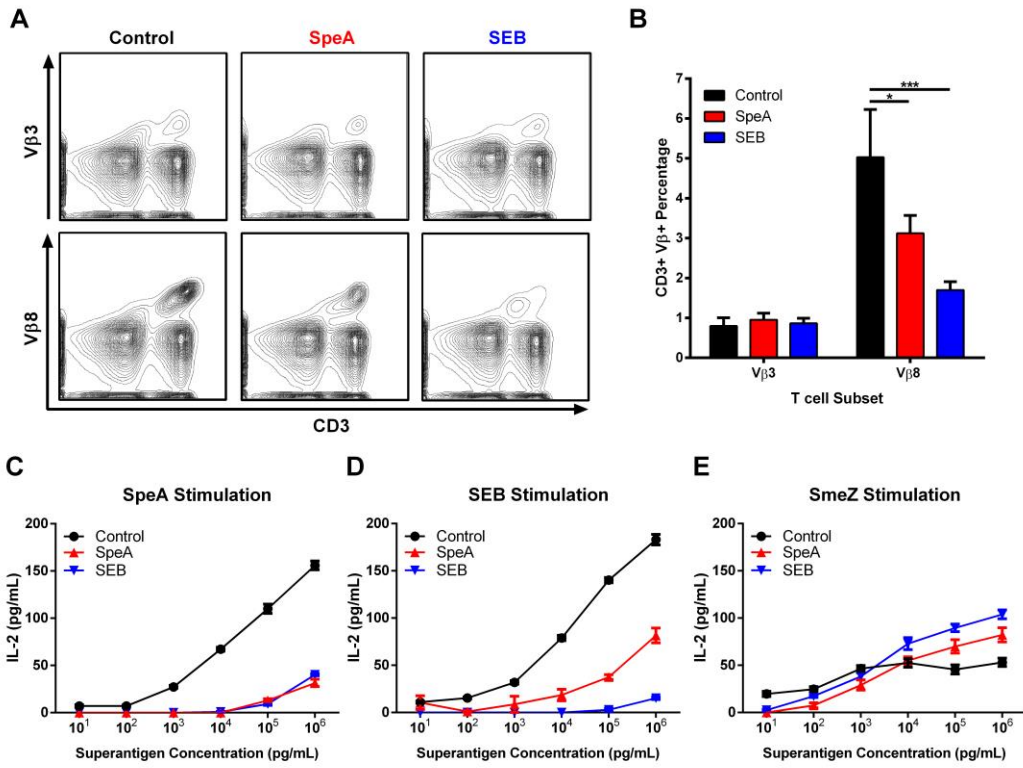 A
Control
SpeA
SEB
Vβ3
Vβ8
CD3
B
Control
SpeA
SEB
***
*
CD3+ Vβ+ Percentage
7
6
5
4
3
2
1
0
Vβ3
Vβ8
T cell Subset
C
SpeA Stimulation
Control
SpeA
SEB
IL-2 (pg/mL)
200
150
100
50
0
10¹ 10² 10³ 10⁴ 10⁵ 10⁶
Superantigen Concentration (pg/mL)
D
SEB Stimulation
Control
SpeA
SEB
IL-2 (pg/mL)
200
150
100
50
0
10¹ 10² 10³ 10⁴ 10⁵ 10⁶
Superantigen Concentration (pg/mL)
E
SmeZ Stimulation
Control
SpeA
SEB
IL-2 (pg/mL)
200
150
100
50
0
10¹ 10² 10³ 10⁴ 10⁵ 10⁶
Superantigen Concentration (pg/mL)